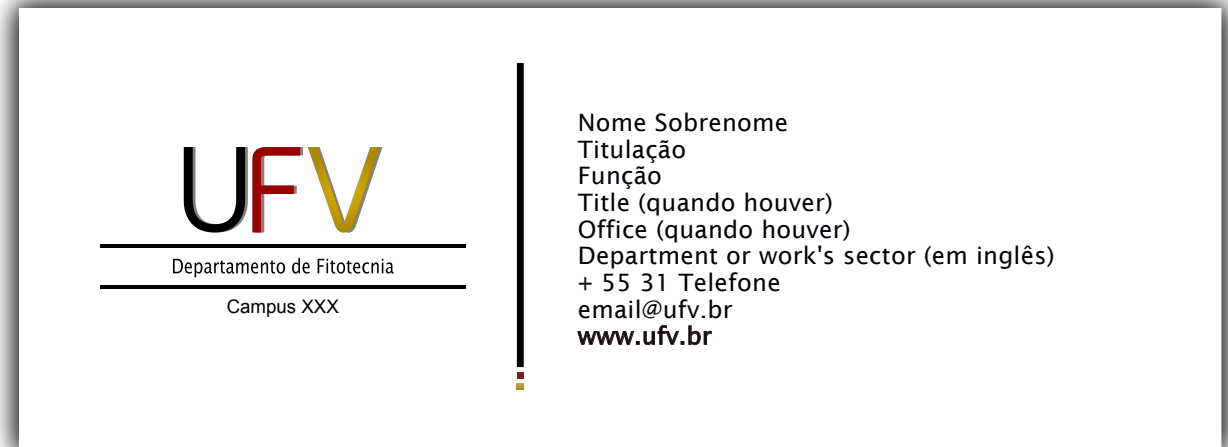 UFV
Departamento de Fitotecnia
Campus XXX
Nome Sobrenome
Titulação
Função
Title (quando houver)
Office (quando houver)
Department or work's sector (em inglês)
+ 55 31 Telefone
email@ufv.br
www.ufv.br